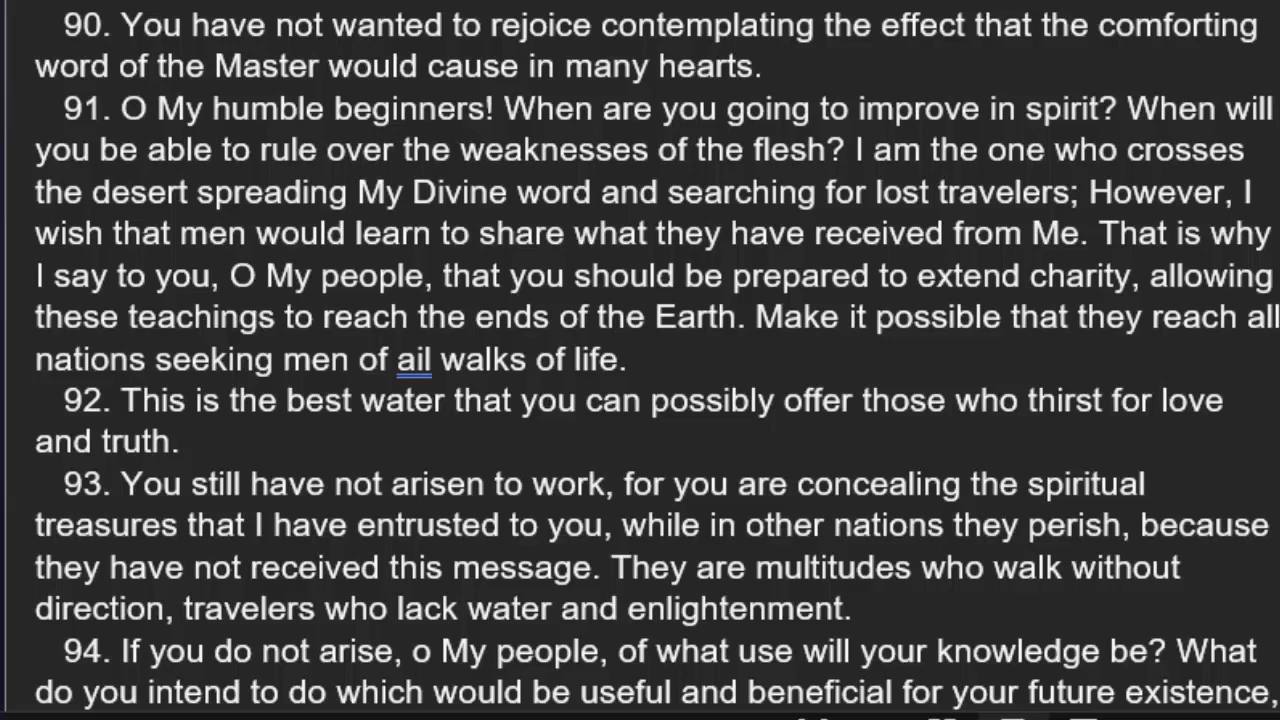 90. You have not wanted to rejoice contemplating the effect that the comforting
word of the Master would cause in many hearts.
91. O My humble beginners! When are you going to improve in spirit? When will
you be able to rule over the weaknesses of the flesh? I am the one who crosses
the desert spreading My Divine word and searching for lost travelers; However, I
wish that men would learn to share what they have received from Me. That is why
I say to you, O My people, that you should be prepared to extend charity, allowing
these teachings to reach the ends of the Earth. Make it possible that they reach all
nations seeking men of ail walks of life.
92. This is the best water that you can possibly offer those who thirst for love
and truth.
93. You still have not arisen to work, for you are concealing the spiritual
treasures that I have entrusted to you, while in other nations they perish, because
they have not received this message. They are multitudes who walk without
direction, travelers who lack water and enlightenment.
94. If you do not arise, o My people, of what use will your knowledge be? What
do you intend to do which would be useful and beneficial for your future existence,